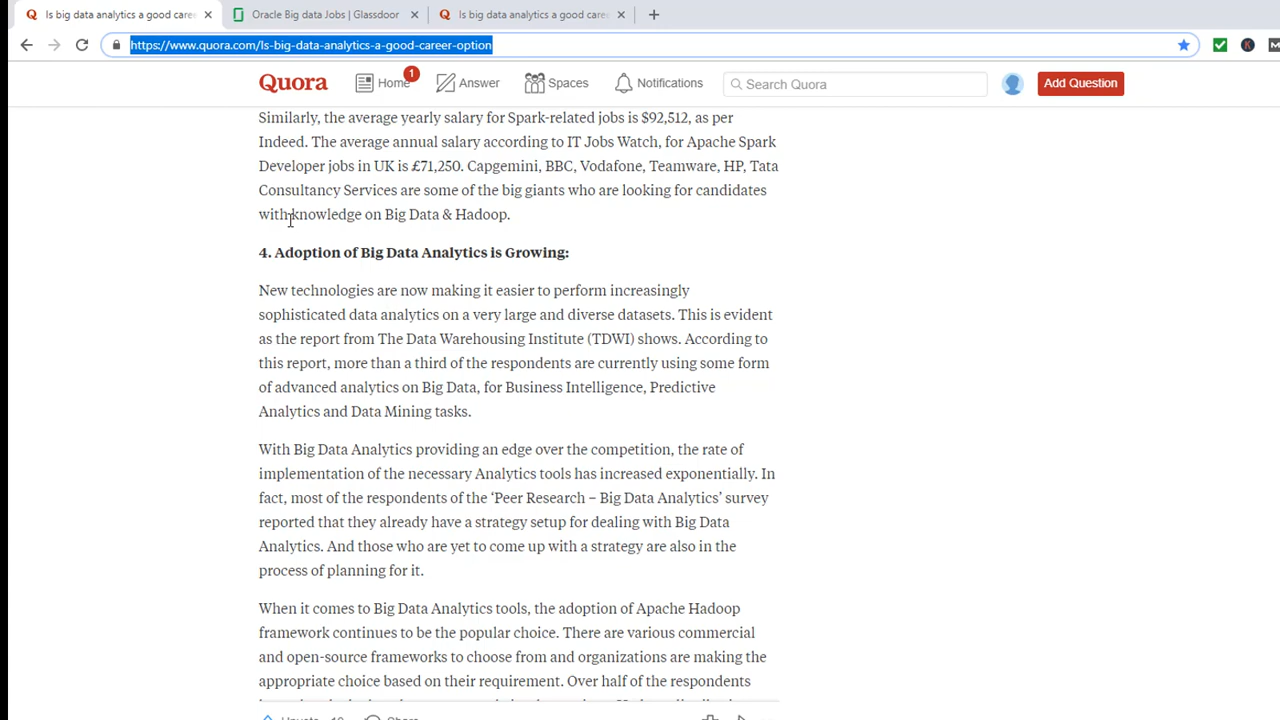 Is big data analytics a good care
Oracle Big data Jobs | Glassdoor
Is big data analytics a good care
https://www.quora.com/Is-big-data-analytics-a-good-career-option
Quora
Home
1
Answer
Spaces
Notifications
Search Quora
Add Question
Similarly, the average yearly salary for Spark-related jobs is $92,512, as per
Indeed. The average annual salary according to IT Jobs Watch, for Apache Spark
Developer jobs in UK is £71,250. Capgemini, BBC, Vodafone, Teamware, HP, Tata
Consultancy Services are some of the big giants who are looking for candidates
with knowledge on Big Data & Hadoop.
4. Adoption of Big Data Analytics is Growing:
New technologies are now making it easier to perform increasingly
sophisticated data analytics on a very large and diverse datasets. This is evident
as the report from The Data Warehousing Institute (TDWI) shows. According to
this report, more than a third of the respondents are currently using some form
of advanced analytics on Big Data, for Business Intelligence, Predictive
Analytics and Data Mining tasks.
With Big Data Analytics providing an edge over the competition, the rate of
implementation of the necessary Analytics tools has increased exponentially. In
fact, most of the respondents of the ‘Peer Research – Big Data Analytics’ survey
reported that they already have a strategy setup for dealing with Big Data
Analytics. And those who are yet to come up with a strategy are also in the
process of planning for it.
When it comes to Big Data Analytics tools, the adoption of Apache Hadoop
framework continues to be the popular choice. There are various commercial
and open-source frameworks to choose from and organizations are making the
appropriate choice based on their requirement. Over half of the respondents